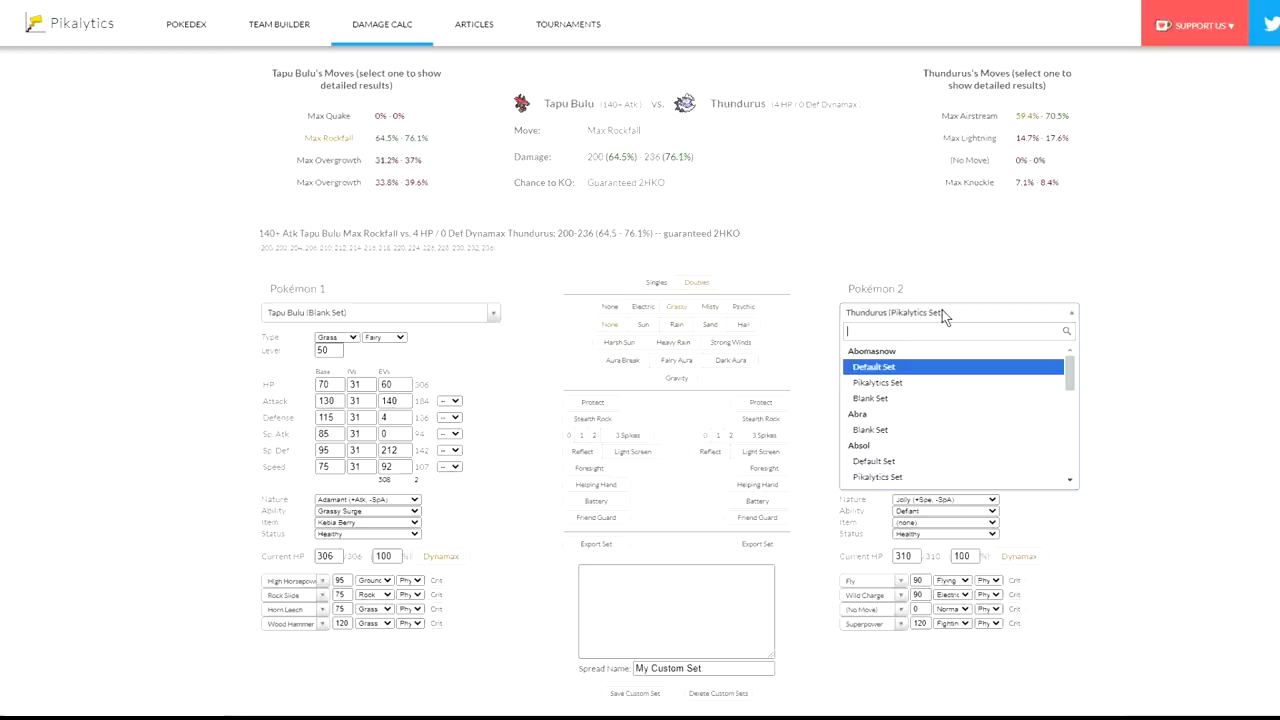 Pikalytics
POKEDEX TEAM BUILDER DAMAGE CALC ARTICLES TOURNAMENTS SUPPORT US ▾
Tapu Bulu's Moves (select one to show
detailed results)
Max Quake 0% - 0%
Max Rockfall 64.5% - 76.1%
Max Overgrowth 31.2% - 37%
Max Overgrowth 33.8% - 39.6%
Tapu Bulu (140+ Atk) VS. Thundurus (4 HP / 0 Def Dynamax )
Move: Max Rockfall
Damage: 200 (64.5%) - 236 (76.1%)
Chance to KO: Guaranteed 2HKO
Thundurus's Moves (select one to
show detailed results)
Max Airstream 59.4% - 70.5%
Max Lightning 14.7% - 17.6%
(No Move) 0% - 0%
Max Knuckle 7.1% - 8.4%
140+ Atk Tapu Bulu Max Rockfall vs. 4 HP / 0 Def Dynamax Thundurus: 200-236 (64.5 - 76.1%) -- guaranteed 2HKO
Pokémon 1
Tapu Bulu (Blank Set)
Type Grass Fairy
Level 50
Base IVs EVs
HP 70 31 60 306
Attack 130 31 140 184 --
Defense 115 31 4 136 --
Sp. Atk 85 31 0 94 --
Sp. Def 95 31 212 142 --
Speed 75 31 92 107 --
508 2
Nature Adamant (+Atk, -SpA)
Ability Grassy Surge
Item Kebia Berry
Status Healthy
Current HP 306 /306 ( 100 %) Dynamax
High Horsepow 95 Ground Phy Crit
Rock Slide 75 Rock Phy Crit
Horn Leech 75 Grass Phy Crit
Wood Hammer 120 Grass Phy Crit
Singles Doubles
None Electric Grassy Misty Psychic
None Sun Rain Sand Hail
Harsh Sun Heavy Rain Strong Winds
Aura Break Fairy Aura Dark Aura
Gravity
Protect Protect
Stealth Rock Stealth Rock
0 1 2 3 Spikes 0 1 2 3 Spikes
Reflect Light Screen Reflect Light Screen
Foresight Foresight
Helping Hand Helping Hand
Battery Battery
Friend Guard Friend Guard
Export Set Export Set
Spread Name: My Custom Set
Save Custom Set Delete Custom Sets
Pokémon 2
Thundurus (Pikalytics Set)
Abomasnow
Default Set
Pikalytics Set
Blank Set
Abra
Blank Set
Absol
Default Set
Pikalytics Set
Nature Jolly (+Spe, -SpA)
Ability Defiant
Item (none)
Status Healthy
Current HP 310 /310 ( 100 %) Dynamax
Fly 90 Flying Phy Crit
Wild Charge 90 Electric Phy Crit
(No Move) 0 Norma Phy Crit
Superpower 120 Fightin Phy Crit